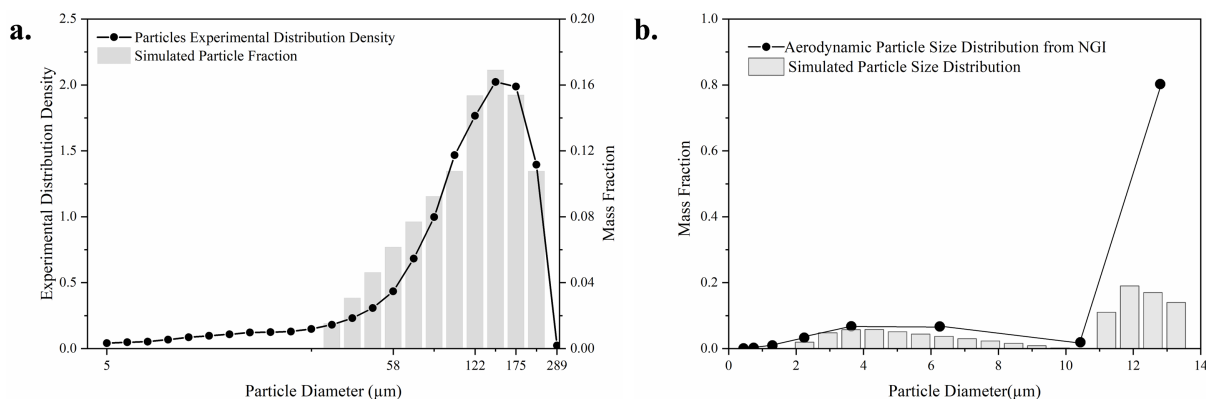 a.
Particles Experimental Distribution Density
Simulated Particle Fraction
Experimental Distribution Density
2.5
2.0
1.5
1.0
0.5
0.0
0.20
0.16
0.12
0.08
0.04
0.00
Mass Fraction
5 58 122 175 289
Particle Diameter (µm)
b.
Aerodynamic Particle Size Distribution from NGI
Simulated Particle Size Distribution
Mass Fraction
1.0
0.8
0.6
0.4
0.2
0.0
0 2 4 6 8 10 12 14
Particle Diameter(µm)